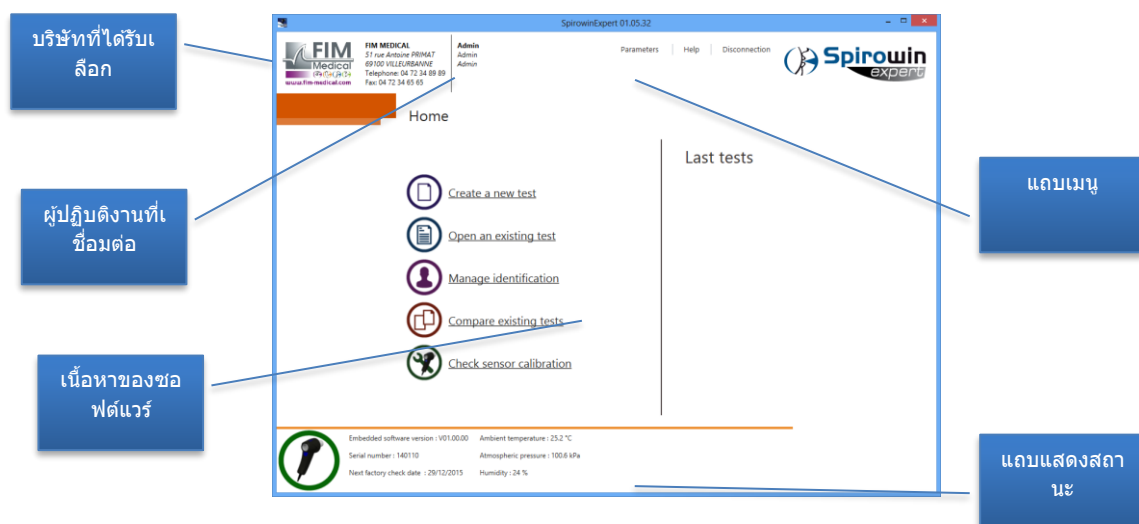 SpirowinExpert 01.05.32
บริษัทที่ได้รับเ
ลือก
FIM
Medical
www.fim-medical.com
FIM MEDICAL
51 rue Antoine PRIMAT
69100 VILLEURBANNE
Telephone: 04 72 34 89 89
Fax: 04 72 34 65 65
Admin
Admin
Admin
Parameters
Help
Disconnection
Spirowin
expert
Home
Last tests
แถบเมนู
ผู้ปฏิบัติงานที่เ
ชื่อมต่อ
Create a new test
Open an existing test
Manage identification
Compare existing tests
Check sensor calibration
เนื้อหาของซอ
ฟต์แวร์
Embedded software version : V01.00.00
Ambient temperature : 25.2 °C
Serial number : 140110
Atmospheric pressure : 100.6 kPa
Next factory check date : 29/12/2015
Humidity : 24 %
แถบแสดงสถา
นะ